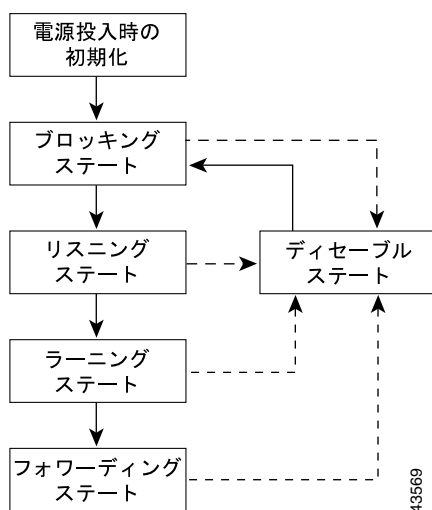 電源投入時の
初期化
ブロッキング
ステート
リスニング
ステート
ディセーブル
ステート
ラーニング
ステート
フォワーディング
ステート
43569